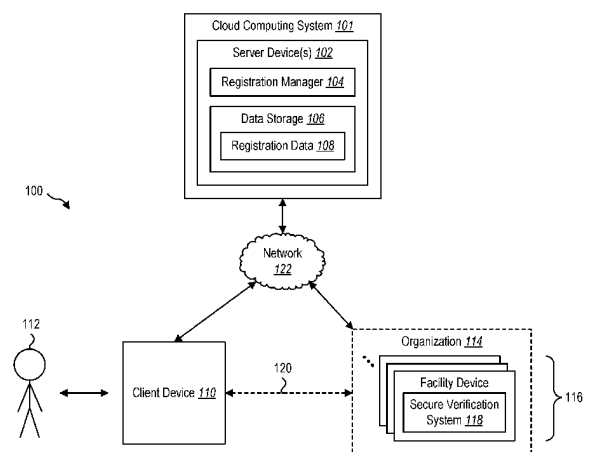 Cloud Computing System 101
Server Device(s) 102
Registration Manager 104
Data Storage 106
Registration Data 108
100
Network
122
112
Organization 114
120
Facility Device
Client Device 110
116
Secure Verification
System 118